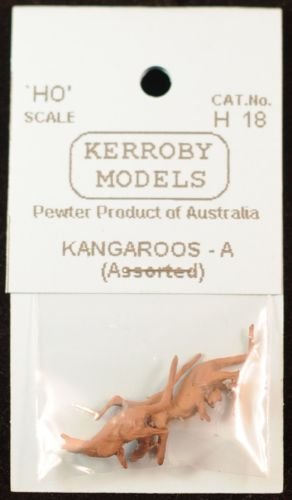 'HO'
SCALE
CAT.No.
H 18
KERROBY
MODELS
Pewter Product of Australia
KANGAROOS - A
(Assorted)